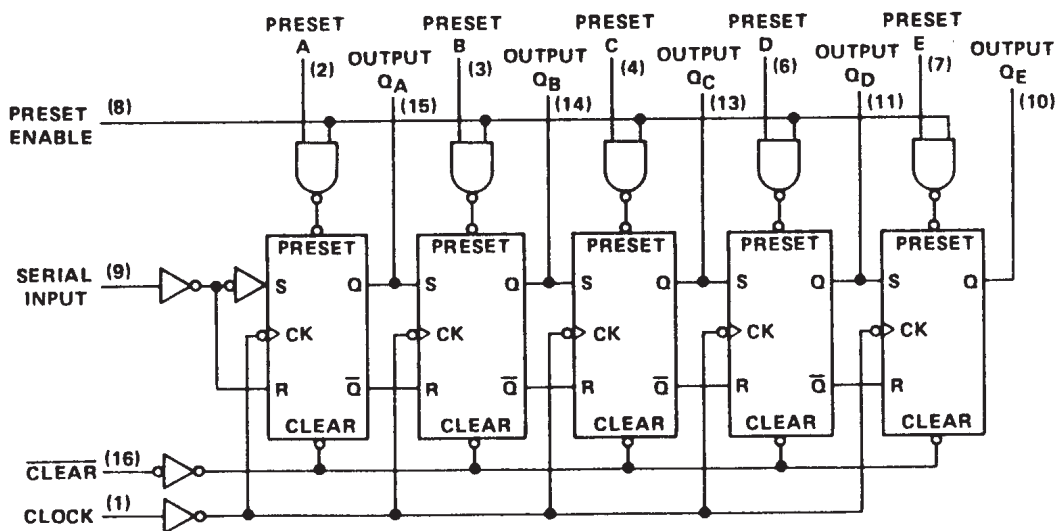 PRESET A (2)
OUTPUT QA (15)
PRESET B (3)
OUTPUT QB (14)
PRESET C (4)
OUTPUT QC (13)
PRESET D (6)
OUTPUT QD (11)
PRESET E (7)
OUTPUT QE (10)
PRESET ENABLE (8)
PRESET
PRESET
PRESET
PRESET
PRESET
SERIAL INPUT (9)
S Q
S Q
S Q
S Q
S Q
CK
CK
CK
CK
CK
R Q̅
R Q̅
R Q̅
R Q̅
R
CLEAR
CLEAR
CLEAR
CLEAR
CLEAR
C̅L̅E̅A̅R̅ (16)
CLOCK (1)